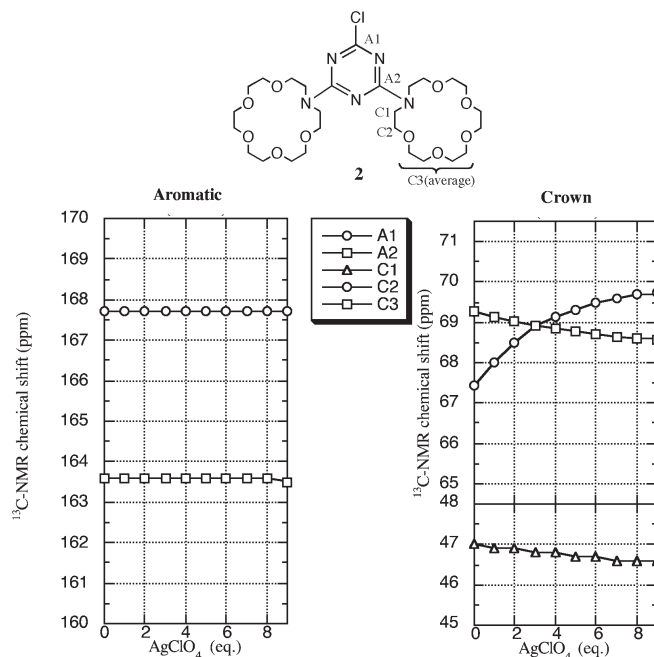 Cl
A1
N N
A2
N N N
C1
C2
O O O O O O O O O O
2
C3(average)
Aromatic
Crown
170
169
168
167
166
165
164
163
162
161
160
13C-NMR chemical shift (ppm)
0 2 4 6 8
AgClO4 (eq.)
A1
A2
C1
C2
C3
71
70
69
68
67
66
65
48
47
46
45
13C-NMR chemical shift (ppm)
0 2 4 6 8
AgClO4 (eq.)